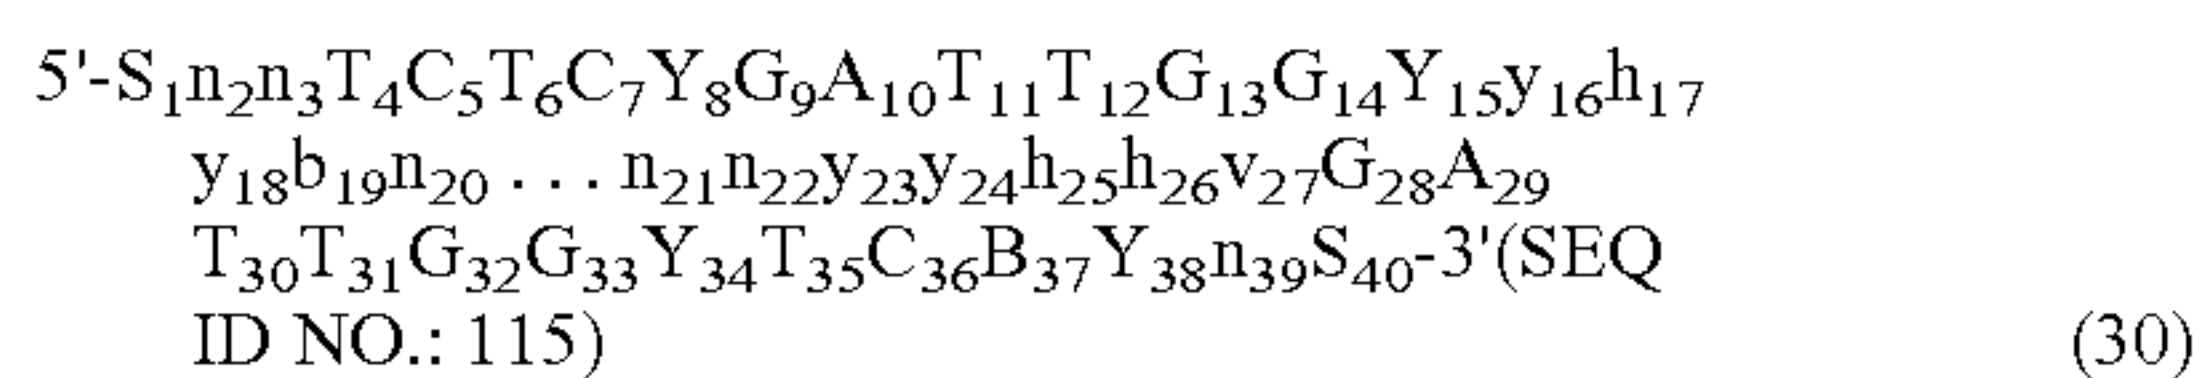 5'-S₁n₂n₃T₄C₅T₆C₇Y₈G₉A₁₀T₁₁T₁₂G₁₃G₁₄Y₁₅y₁₆h₁₇
y₁₈b₁₉n₂₀ . . . n₂₁n₂₂y₂₃y₂₄h₂₅h₂₆v₂₇G₂₈A₂₉
T₃₀T₃₁G₃₂G₃₃Y₃₄T₃₅C₃₆B₃₇Y₃₈n₃₉S₄₀-3'(SEQ
ID NO.: 115) (30)